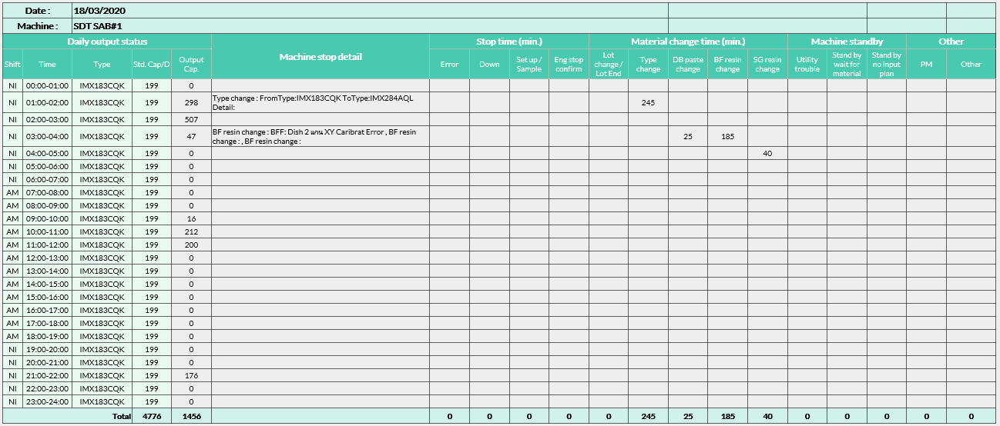 Date : 18/03/2020
Machine : SDT SAB#1
Daily output status Machine stop detail Stop time (min.) Material change time (min.) Machine standby Other
Shift Time Type Std. Cap/D Output Cap. Error Down Set up / Sample Eng stop confirm Lot change / Lot End Type change DB paste change BF resin change SG resin change Utility trouble Stand by wait for material Stand by no input plan PM Other
NI 00:00-01:00 IMX183CQK 199 0
NI 01:00-02:00 IMX183CQK 199 298 Type change : FromType:IMX183CQK ToType:IMX284AQL Detail: 245
NI 02:00-03:00 IMX183CQK 199 507
NI 03:00-04:00 IMX183CQK 199 47 BF resin change : BFF: Dish 2 แกน XY Caribrat Error , BF resin change : , BF resin change : 25 185
NI 04:00-05:00 IMX183CQK 199 0 40
NI 05:00-06:00 IMX183CQK 199 0
NI 06:00-07:00 IMX183CQK 199 0
AM 07:00-08:00 IMX183CQK 199 0
AM 08:00-09:00 IMX183CQK 199 0
AM 09:00-10:00 IMX183CQK 199 16
AM 10:00-11:00 IMX183CQK 199 212
AM 11:00-12:00 IMX183CQK 199 200
AM 12:00-13:00 IMX183CQK 199 0
AM 13:00-14:00 IMX183CQK 199 0
AM 14:00-15:00 IMX183CQK 199 0
AM 15:00-16:00 IMX183CQK 199 0
AM 16:00-17:00 IMX183CQK 199 0
AM 17:00-18:00 IMX183CQK 199 0
AM 18:00-19:00 IMX183CQK 199 0
NI 19:00-20:00 IMX183CQK 199 0
NI 20:00-21:00 IMX183CQK 199 0
NI 21:00-22:00 IMX183CQK 199 176
NI 22:00-23:00 IMX183CQK 199 0
NI 23:00-24:00 IMX183CQK 199 0
Total 4776 1456 0 0 0 0 0 245 25 185 40 0 0 0 0 0